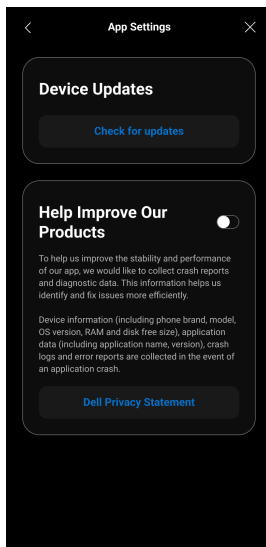 App Settings
Device Updates
Check for updates
Help Improve Our
Products
To help us improve the stability and performance
of our app, we would like to collect crash reports
and diagnostic data. This information helps us
identify and fix issues more efficiently.
Device information (including phone brand, model,
OS version, RAM and disk free size), application
data (including application name, version), crash
logs and error reports are collected in the event of
an application crash.
Dell Privacy Statement